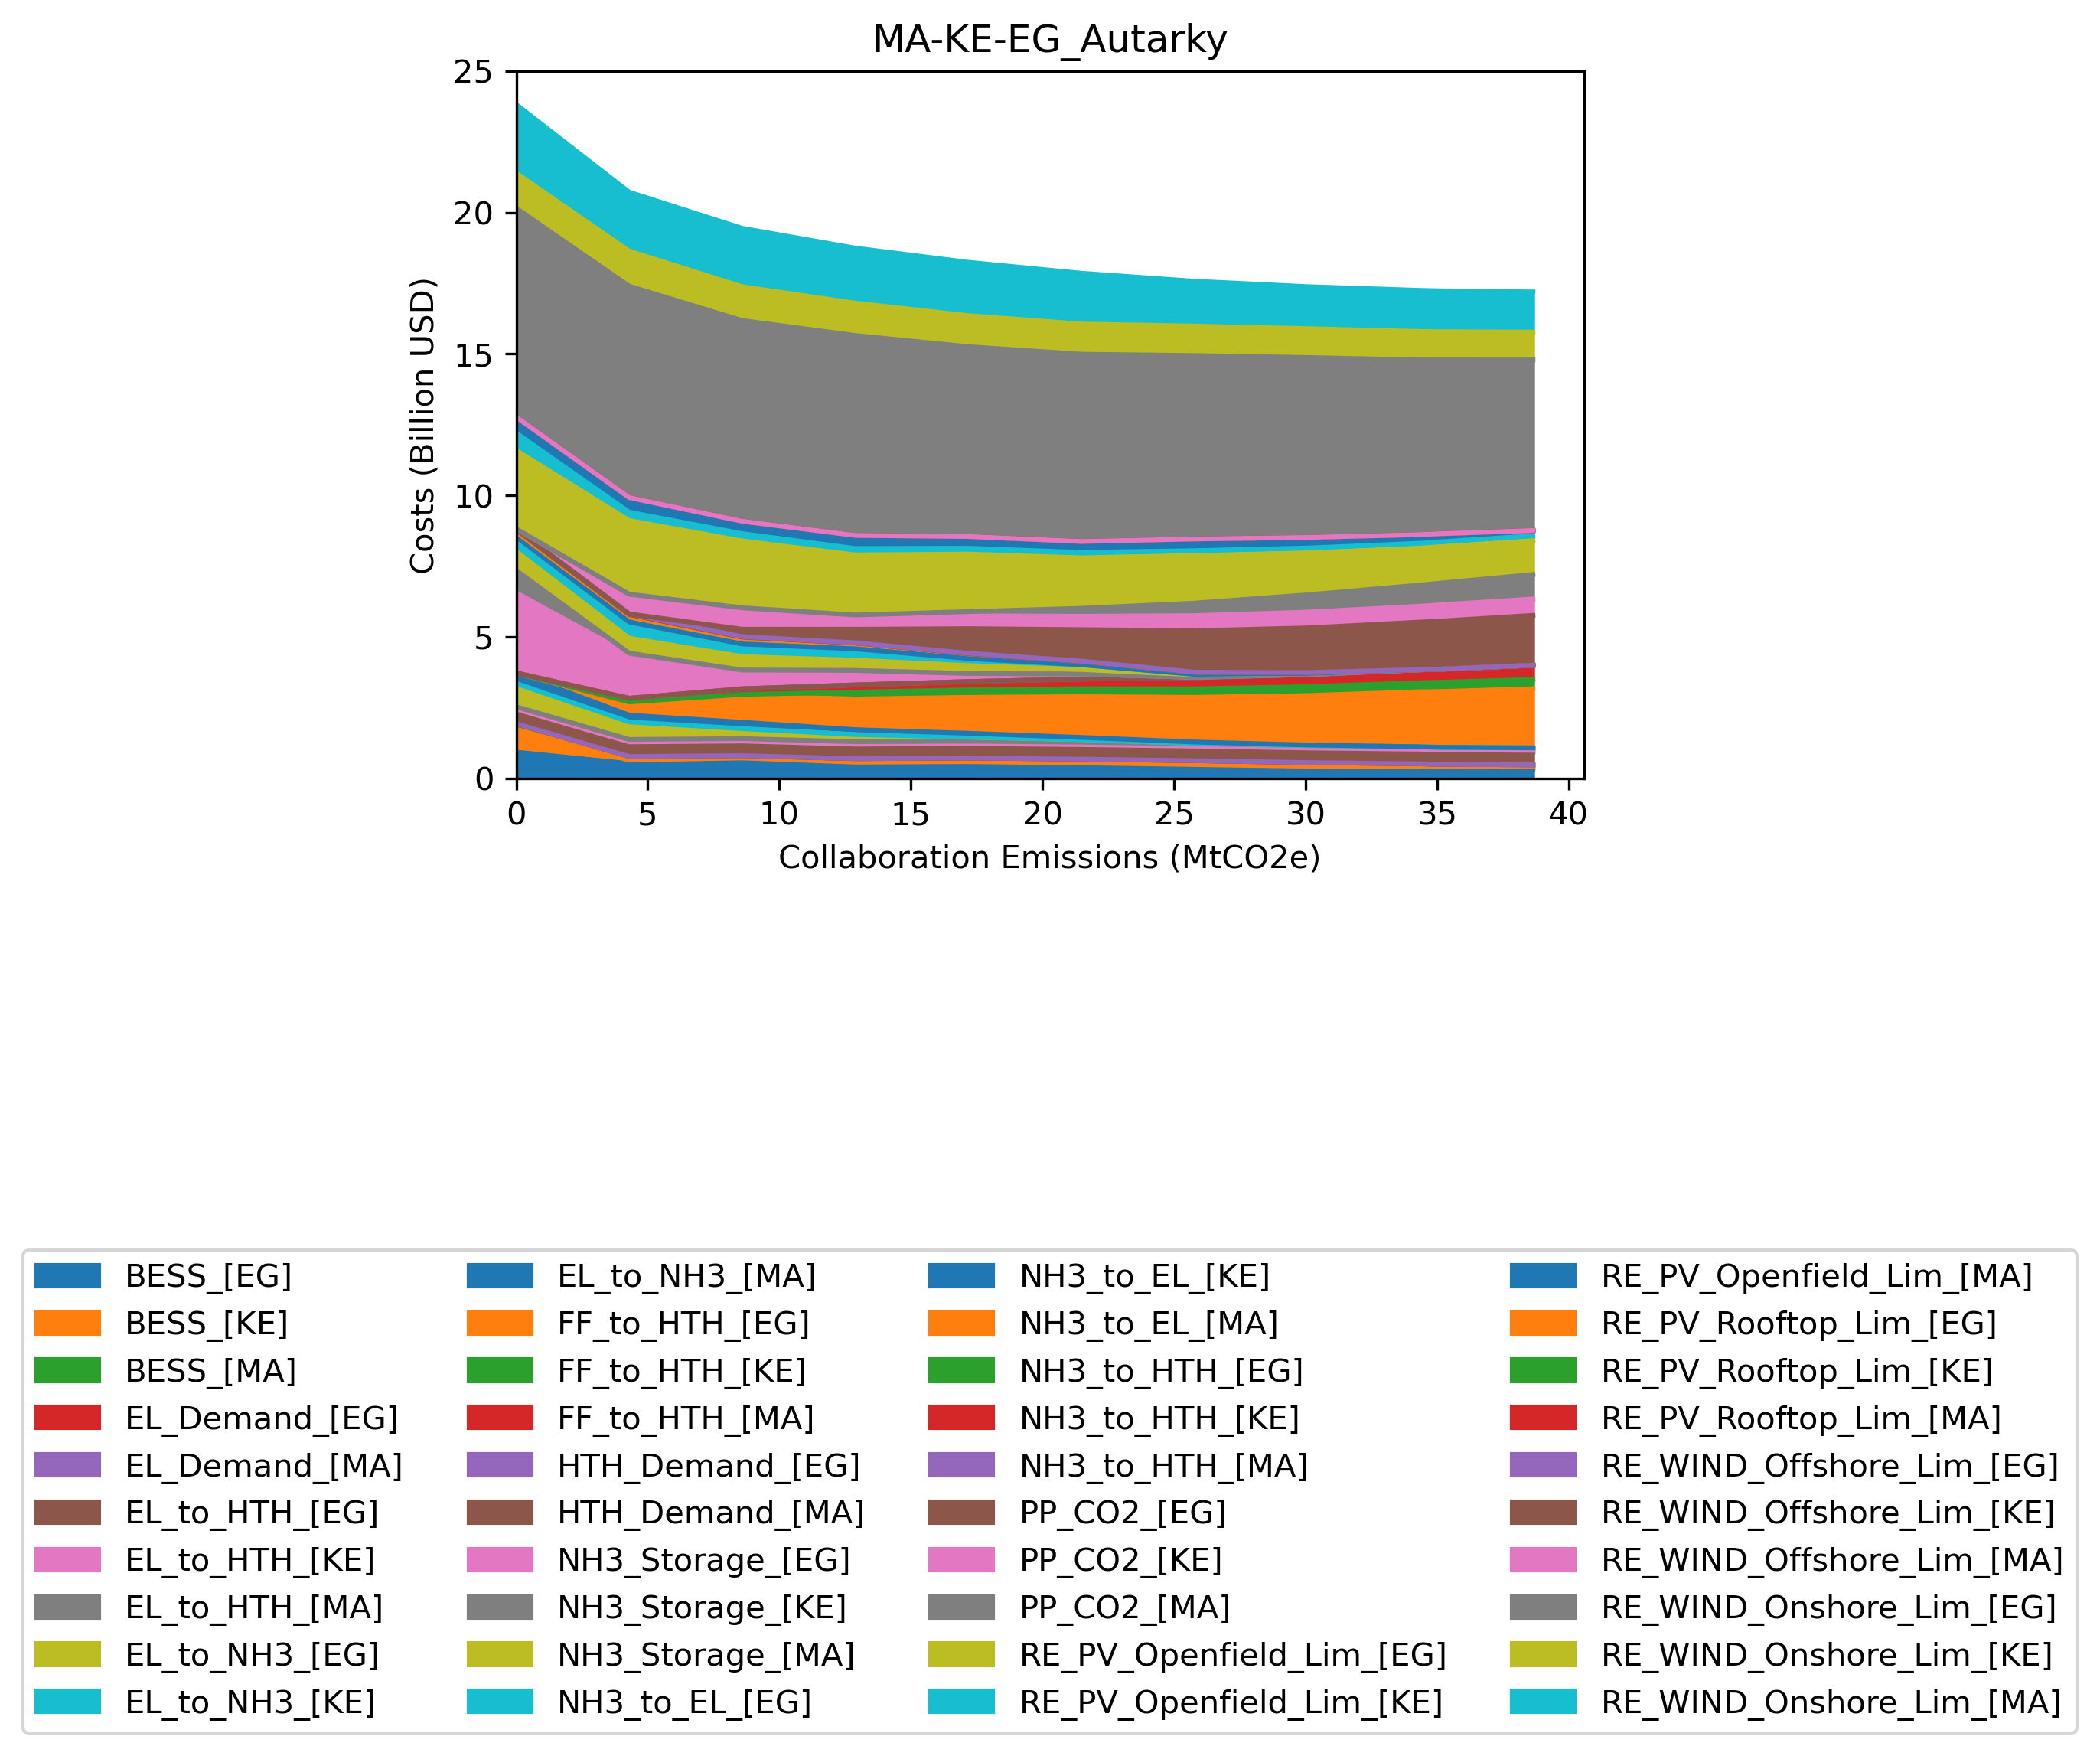 MA-KE-EG_Autarky
25
20
15
10
5
0
Costs (Billion USD)
0 5 10 15 20 25 30 35 40
Collaboration Emissions (MtCO2e)
BESS_[EG]
BESS_[KE]
BESS_[MA]
EL_Demand_[EG]
EL_Demand_[MA]
EL_to_HTH_[EG]
EL_to_HTH_[KE]
EL_to_HTH_[MA]
EL_to_NH3_[EG]
EL_to_NH3_[KE]
EL_to_NH3_[MA]
FF_to_HTH_[EG]
FF_to_HTH_[KE]
FF_to_HTH_[MA]
HTH_Demand_[EG]
HTH_Demand_[MA]
NH3_Storage_[EG]
NH3_Storage_[KE]
NH3_Storage_[MA]
NH3_to_EL_[EG]
NH3_to_EL_[KE]
NH3_to_EL_[MA]
NH3_to_HTH_[EG]
NH3_to_HTH_[KE]
NH3_to_HTH_[MA]
PP_CO2_[EG]
PP_CO2_[KE]
PP_CO2_[MA]
RE_PV_Openfield_Lim_[EG]
RE_PV_Openfield_Lim_[KE]
RE_PV_Openfield_Lim_[MA]
RE_PV_Rooftop_Lim_[EG]
RE_PV_Rooftop_Lim_[KE]
RE_PV_Rooftop_Lim_[MA]
RE_WIND_Offshore_Lim_[EG]
RE_WIND_Offshore_Lim_[KE]
RE_WIND_Offshore_Lim_[MA]
RE_WIND_Onshore_Lim_[EG]
RE_WIND_Onshore_Lim_[KE]
RE_WIND_Onshore_Lim_[MA]